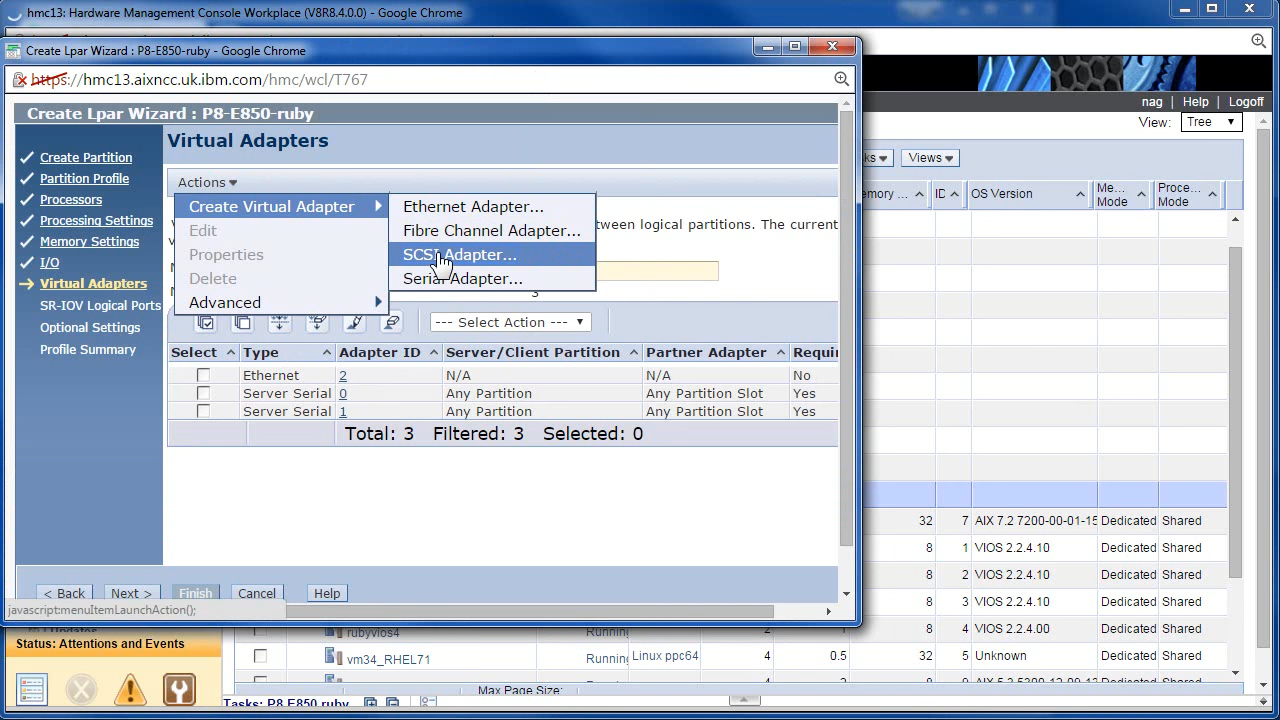 hmc13: Hardware Management Console Workplace (V8R8.4.0.0) - Google Chrome
Create Lpar Wizard : P8-E850-ruby - Google Chrome
https://hmc13.aixncc.uk.ibm.com/hmc/wcl/T767
nag Help Logoff
View: Tree
ks Views
Create Lpar Wizard : P8-E850-ruby
Create Partition
Partition Profile
Processors
Processing Settings
Memory Settings
I/O
Virtual Adapters
SR-IOV Logical Ports
Optional Settings
Profile Summary
Virtual Adapters
Actions
Create Virtual Adapter
Edit
Properties
Delete
Advanced
Ethernet Adapter...
Fibre Channel Adapter...
SCSI Adapter...
Serial Adapter...
tween logical partitions. The current
3
--- Select Action ---
Select Type Adapter ID Server/Client Partition Partner Adapter Requi
Ethernet 2 N/A N/A No
Server Serial 0 Any Partition Any Partition Slot Yes
Server Serial 1 Any Partition Any Partition Slot Yes
Total: 3 Filtered: 3 Selected: 0
< Back Next > Finish Cancel Help
javascript:menuItemLaunchAction();
emory ... ID OS Version Me... Mode Proce... Mode
32 7 AIX 7.2 7200-00-01-15 Dedicated Shared
8 1 VIOS 2.2.4.10 Dedicated Shared
8 2 VIOS 2.2.4.10 Dedicated Shared
8 3 VIOS 2.2.4.10 Dedicated Shared
rubyvios4 Running 2 1 8 4 VIOS 2.2.4.00 Dedicated Shared
vm34_RHEL71 Running Linux ppc64 4 0.5 32 5 Unknown Dedicated Shared
Status: Attentions and Events
Max Page Size:
Tasks: P8-E850-ruby